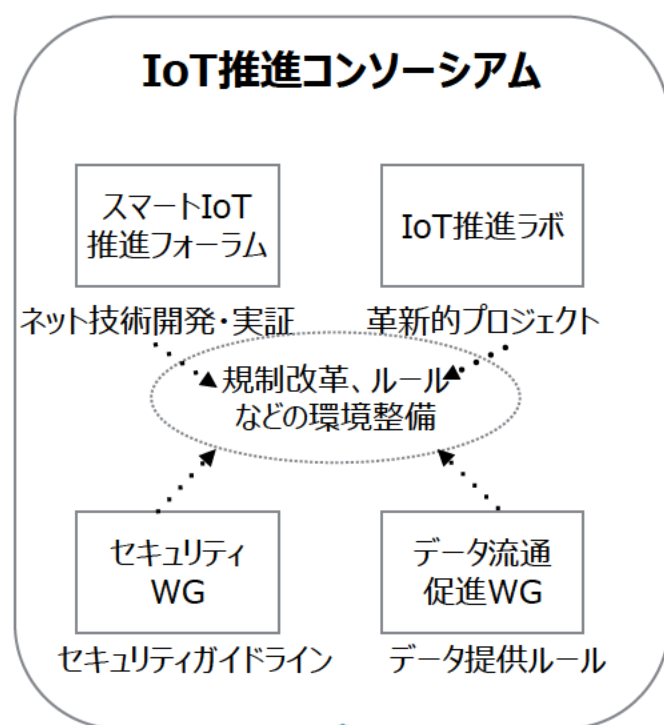 IoT推進コンソーシアム
スマートIoT
推進フォーラム
IoT推進ラボ
ネット技術開発・実証
革新的プロジェクト
規制改革、ルール
などの環境整備
セキュリティ
WG
データ流通
促進WG
セキュリティガイドライン
データ提供ルール